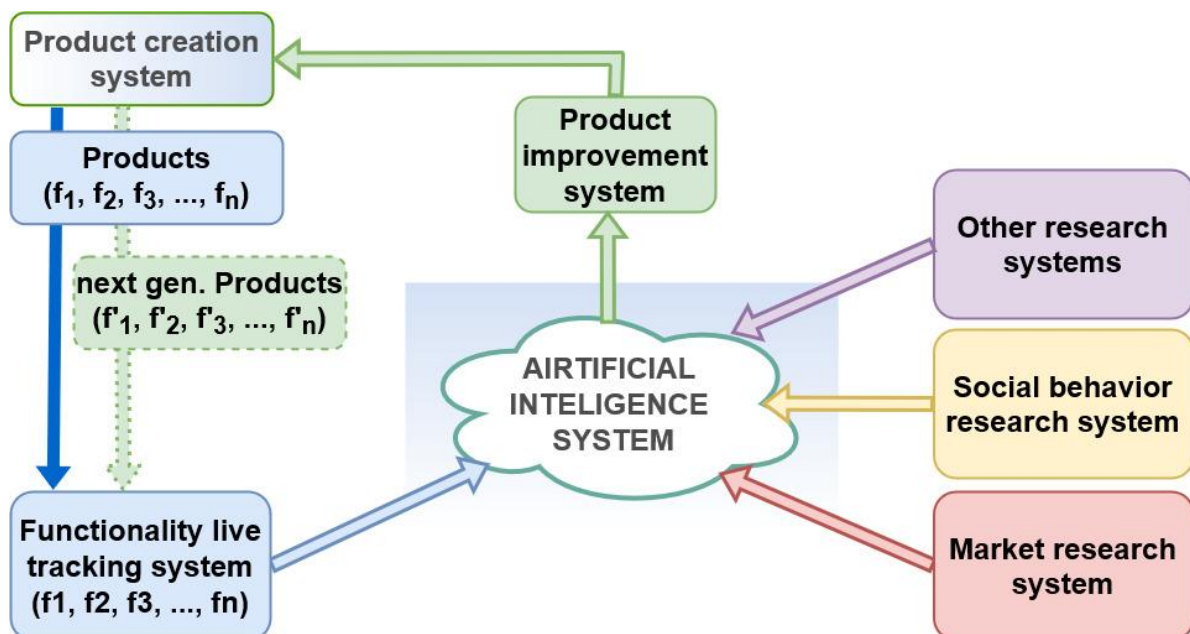 Product creation
system
Products
(f1, f2, f3, ..., fn)
next gen. Products
(f'1, f'2, f'3, ..., f'n)
Functionality live
tracking system
(f1, f2, f3, ..., fn)
Product
improvement
system
AIRTIFICIAL
INTELIGENCE
SYSTEM
Other research
systems
Social behavior
research system
Market research
system